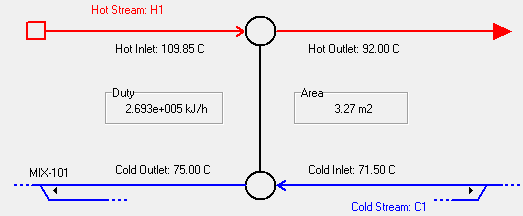 Hot Stream: H1
Hot Inlet: 109.85 C
Hot Outlet: 92.00 C
Duty
2.693e+005 kJ/h
Area
3.27 m2
MIX-101
Cold Outlet: 75.00 C
Cold Inlet: 71.50 C
Cold Stream: C1